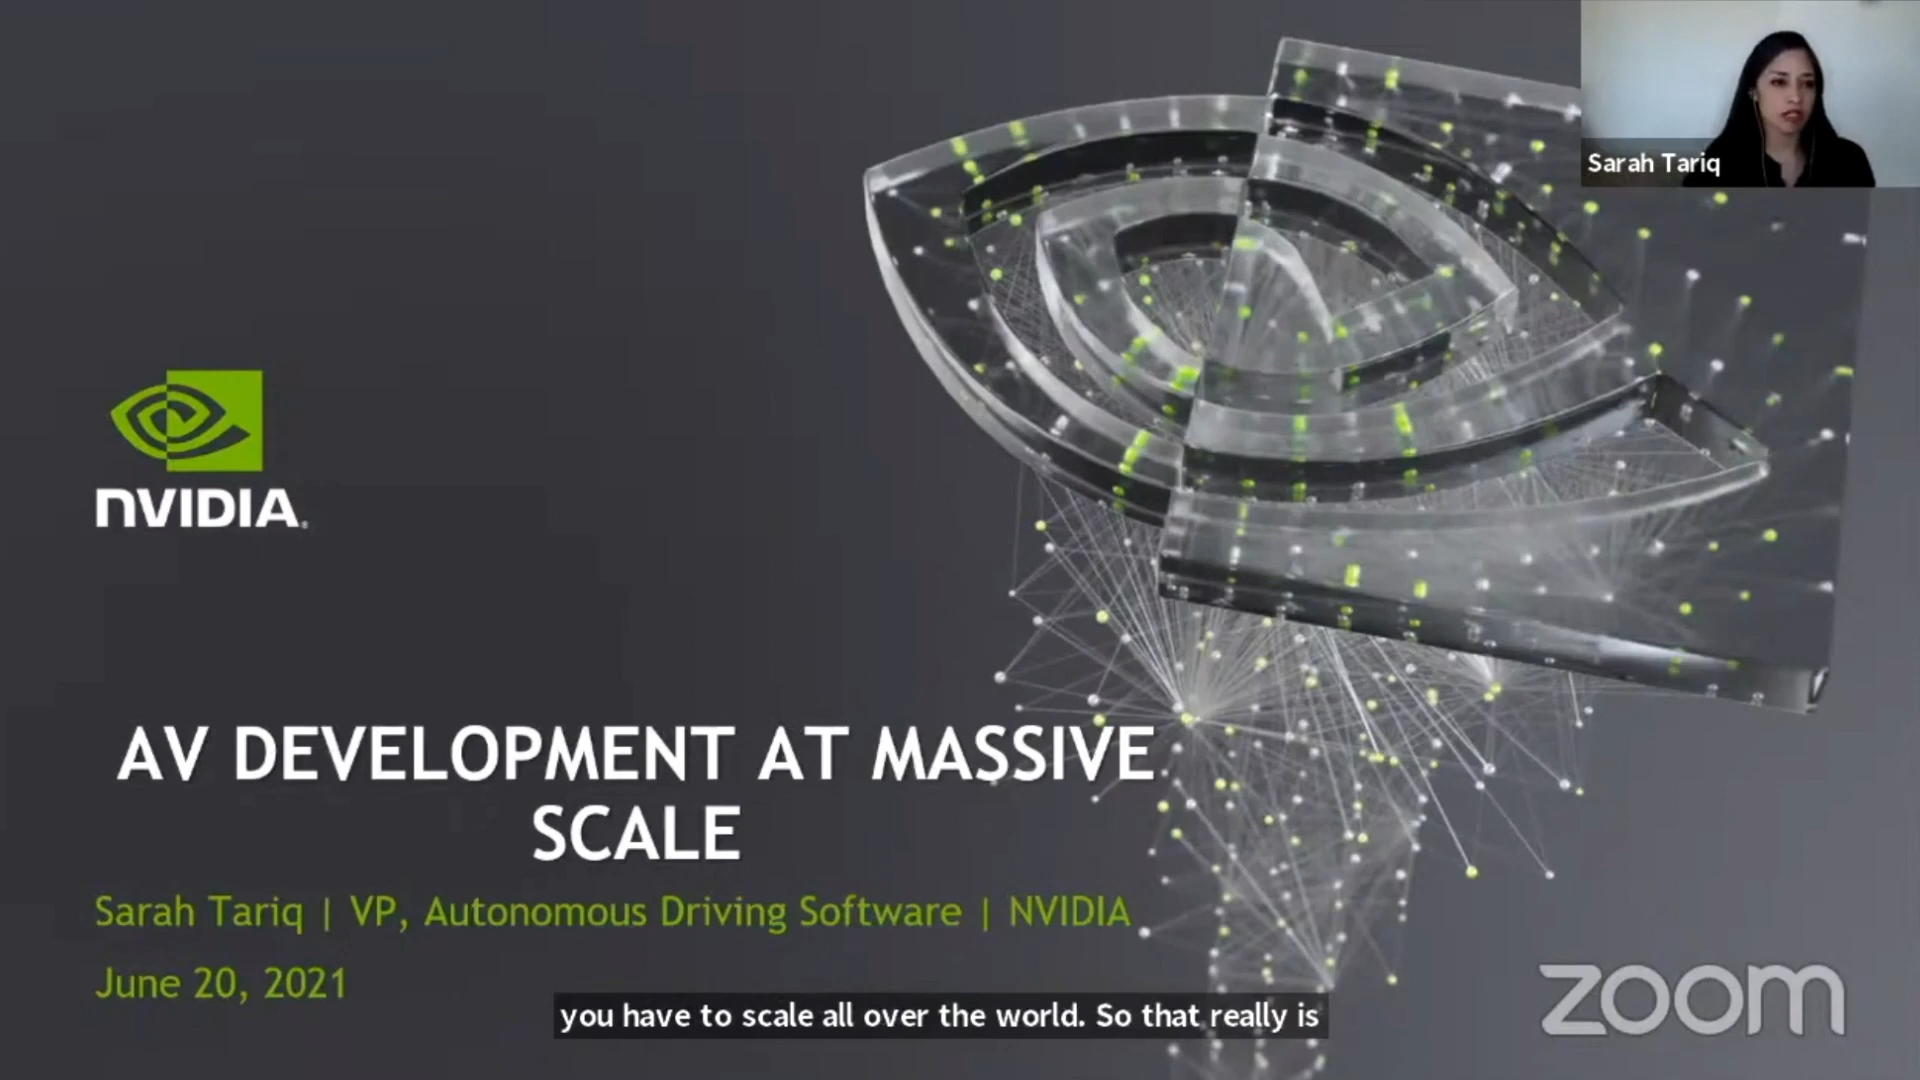 Sarah Tariq
NVIDIA
AV DEVELOPMENT AT MASSIVE
SCALE
Sarah Tariq | VP, Autonomous Driving Software | NVIDIA
June 20, 2021
you have to scale all over the world. So that really is
zoom